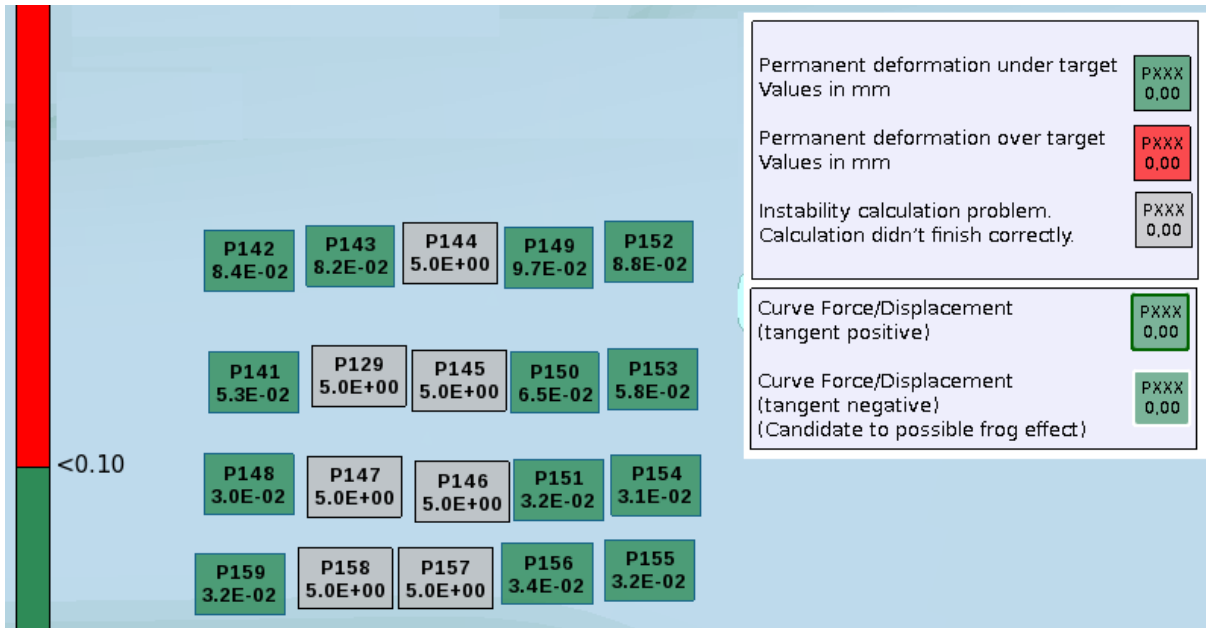 Permanent deformation under target
Values in mm
PXXX
0,00
Permanent deformation over target
Values in mm
PXXX
0,00
Instability calculation problem.
Calculation didn't finish correctly.
PXXX
0,00
Curve Force/Displacement
(tangent positive)
PXXX
0,00
Curve Force/Displacement
(tangent negative)
(Candidate to possible frog effect)
PXXX
0,00
P142
8.4E-02
P143
8.2E-02
P144
5.0E+00
P149
9.7E-02
P152
8.8E-02
P141
5.3E-02
P129
5.0E+00
P145
5.0E+00
P150
6.5E-02
P153
5.8E-02
<0.10
P148
3.0E-02
P147
5.0E+00
P146
5.0E+00
P151
3.2E-02
P154
3.1E-02
P159
3.2E-02
P158
5.0E+00
P157
5.0E+00
P156
3.4E-02
P155
3.2E-02